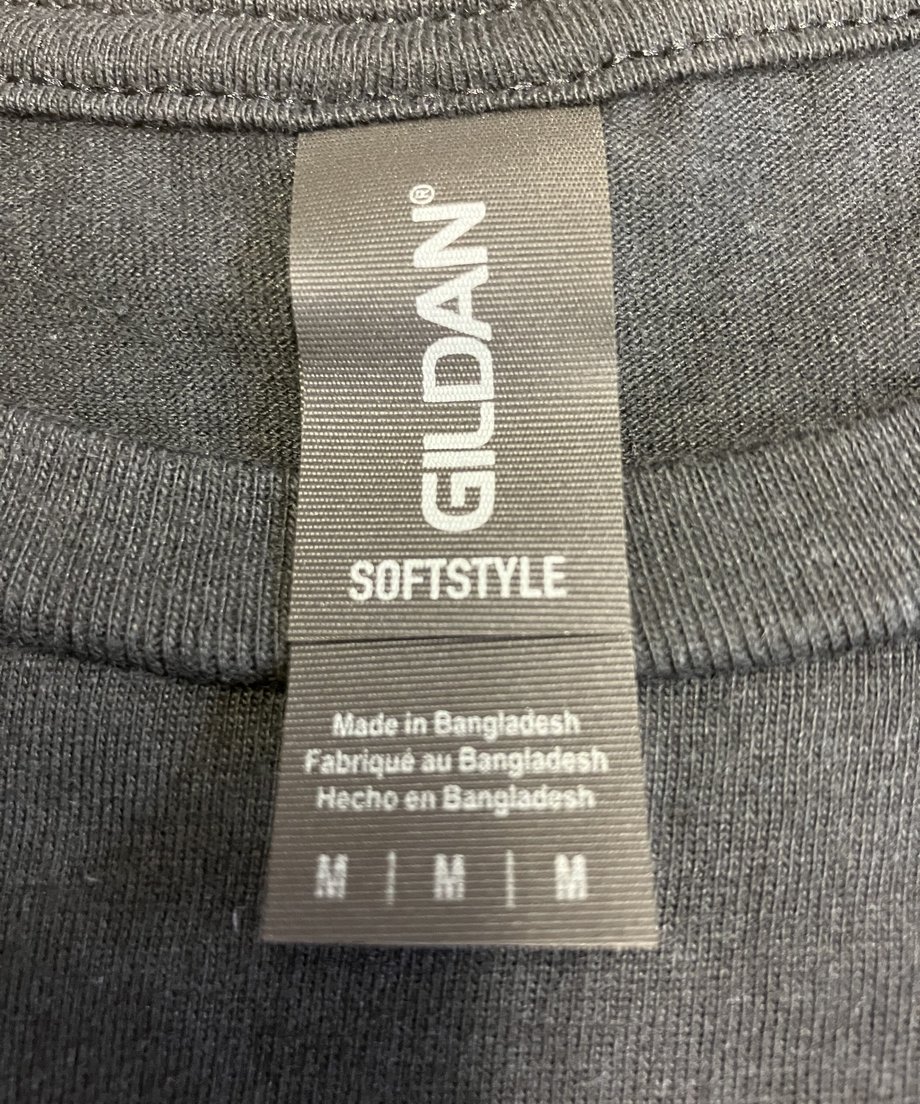 GILDAN®
SOFTSTYLE
Made in Bangladesh
Fabriqué au Bangladesh
Hecho en Bangladesh
M | M | M